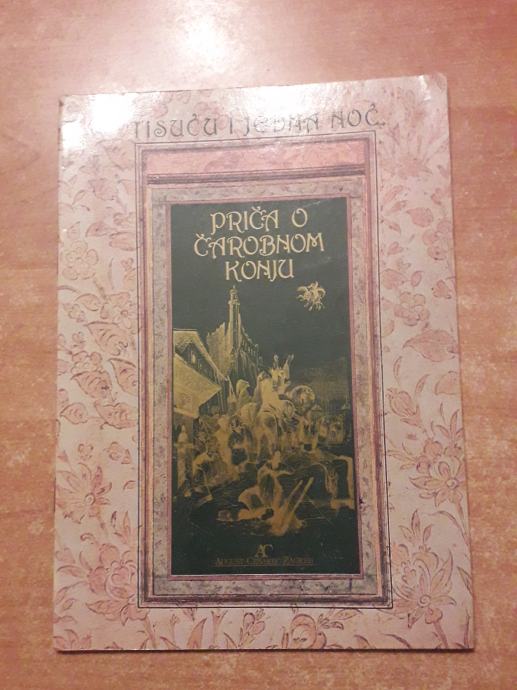 TISUĆU I JEDNA NOĆ
PRIČA O
ČAROBNOM
KONJU
AC
AUGUST CESAREC ZAGREB